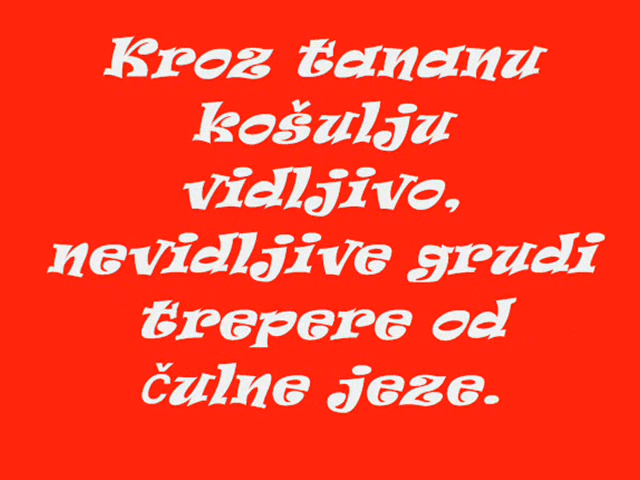 Kroz tananu
košulju
vidljivo,
nevidljive grudi
trepere od
čulne jeze.